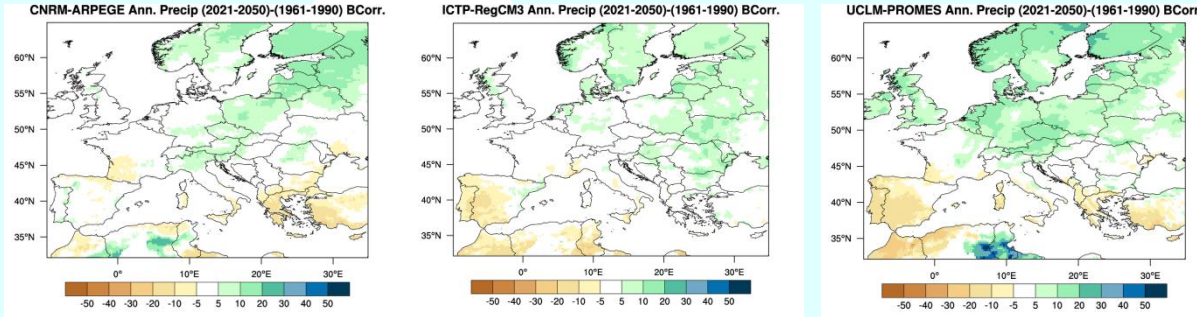 CNRM-ARPEGE Ann. Precip (2021-2050)-(1961-1990) BCorr.
60°N
55°N
50°N
45°N
40°N
35°N
0° 10°E 20°E 30°E
-50 -30 -20 -10 -5 5 10 20 30 40 50
ICTP-RegCM3 Ann. Precip (2021-2050)-(1961-1990) BCorr.
60°N
55°N
50°N
45°N
40°N
35°N
0° 10°E 20°E 30°E
-50 -30 -20 -10 -5 5 10 20 30 40 50
UCLM-PROMES Ann. Precip (2021-2050)-(1961-1990) BCorr
60°N
55°N
50°N
45°N
40°N
35°N
0° 10°E 20°E 30°E
-50 -40 -30 -20 -10 -5 5 10 20 30 40 50